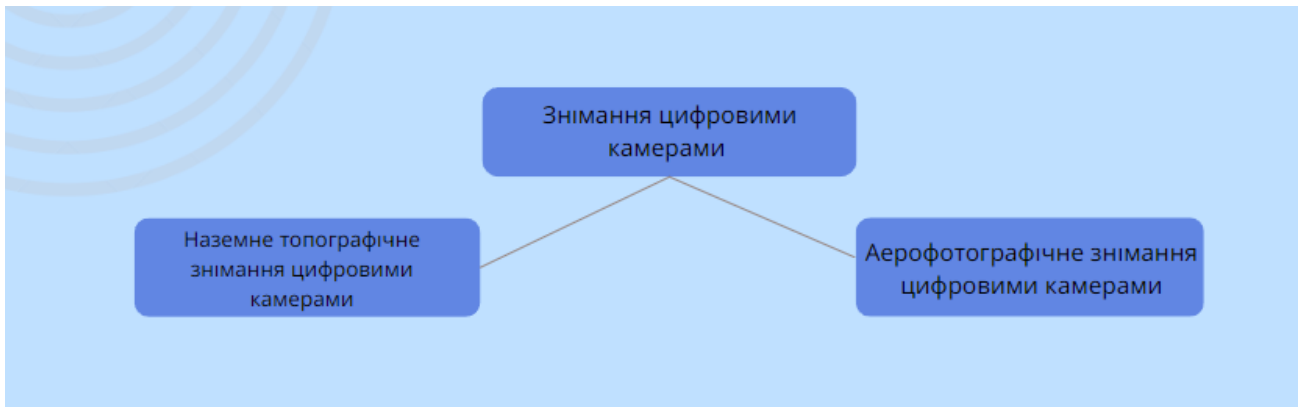 Знімання цифровими
камерами
Наземне топографічне
знімання цифровими
камерами
Аерофотографічне знімання
цифровими камерами